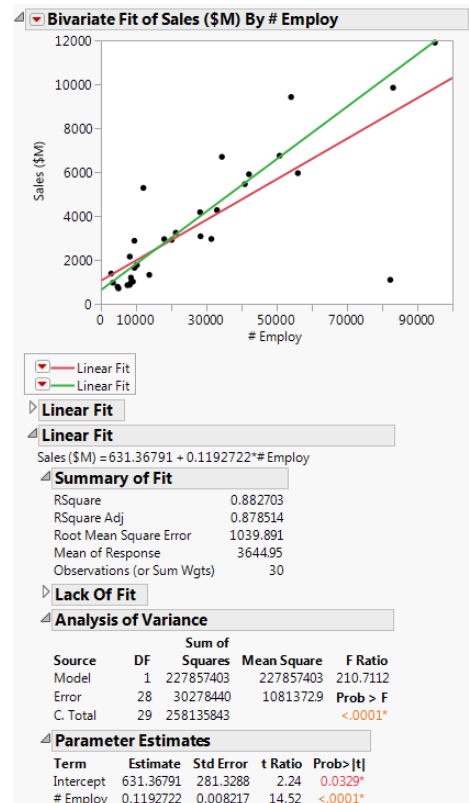 Bivariate Fit of Sales ($M) By # Employ
12000
10000
8000
6000
4000
2000
0
Sales ($M)
0 10000 30000 50000 70000 90000
# Employ
Linear Fit
Linear Fit
Linear Fit
Linear Fit
Sales ($M) = 631.36791 + 0.1192722*# Employ
Summary of Fit
RSquare 0.882703
RSquare Adj 0.878514
Root Mean Square Error 1039.891
Mean of Response 3644.95
Observations (or Sum Wgts) 30
Lack Of Fit
Analysis of Variance
Sum of
Source DF Squares Mean Square F Ratio
Model 1 227857403 227857403 210.7112
Error 28 30278440 1081372.9 Prob > F
C. Total 29 258135843 <.0001*
Parameter Estimates
Term Estimate Std Error t Ratio Prob>|t|
Intercept 631.36791 281.3288 2.24 0.0329*
# Employ 0.1192722 0.008217 14.52 <.0001*